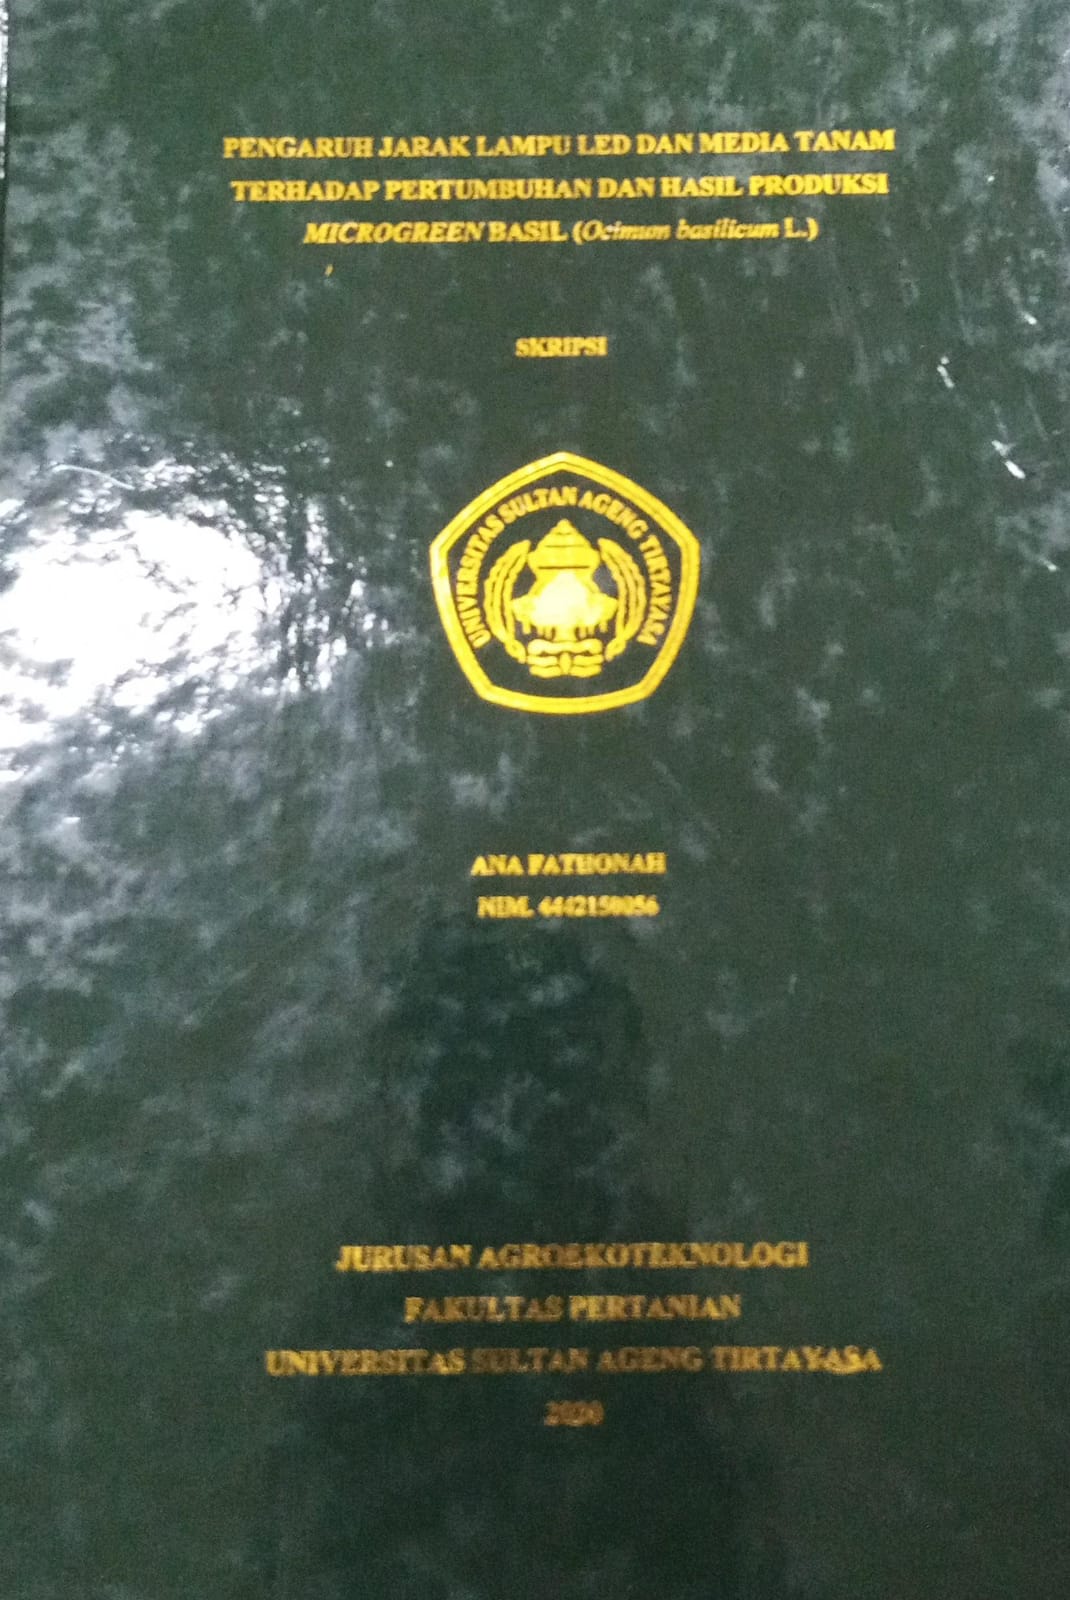 PENGARUH JARAK LAMPU LED DAN MEDIA TANAM
TERHADAP PERTUMBUHAN DAN HASIL PRODUKSI
MICROGREEN BASIL (Ocimum basilicum L.)
SKRIPSI
UNIVERSITAS SULTAN AGENG TIRTAYASA
ANA FATHONAH
NIM. 4442150056
JURUSAN AGROEKOTEKNOLOGI
FAKULTAS PERTANIAN
UNIVERSITAS SULTAN AGENG TIRTAYASA
2020